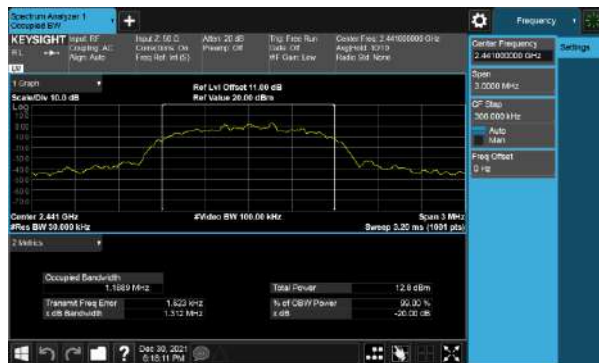 Spectrum Analyzer 1
Occupied BW
+
Frequency
KEYSIGHT Input: RF
Coupling: AC
Align: Auto
Input Z: 50 Ω
Corrections: On
Freq Ref: Int (S)
Atten: 20 dB
Preamp: Off
Trig: Free Run
Gate: Off
#IF Gain: Low
Center Freq: 2.441000000 GHz
Avg|Hold: 10/10
Radio Std: None
Center Frequency
2.441000000 GHz
Settings
Span
3.0000 MHz
CF Step
300.000 kHz
Auto
Man
Freq Offset
0 Hz
1 Graph
Scale/Div 10.0 dB
Log
Ref Lvl Offset 11.00 dB
Ref Value 20.00 dBm
Center 2.441 GHz
#Res BW 30.000 kHz
#Video BW 100.00 kHz
Span 3 MHz
Sweep 3.20 ms (1001 pts)
2 Metrics
Occupied Bandwidth
1.1889 MHz
Total Power 12.8 dBm
Transmit Freq Error 1.623 kHz
% of OBW Power 99.00 %
x dB Bandwidth 1.312 MHz
x dB -20.00 dB
?
Dec 30, 2021
6:15:11 PM